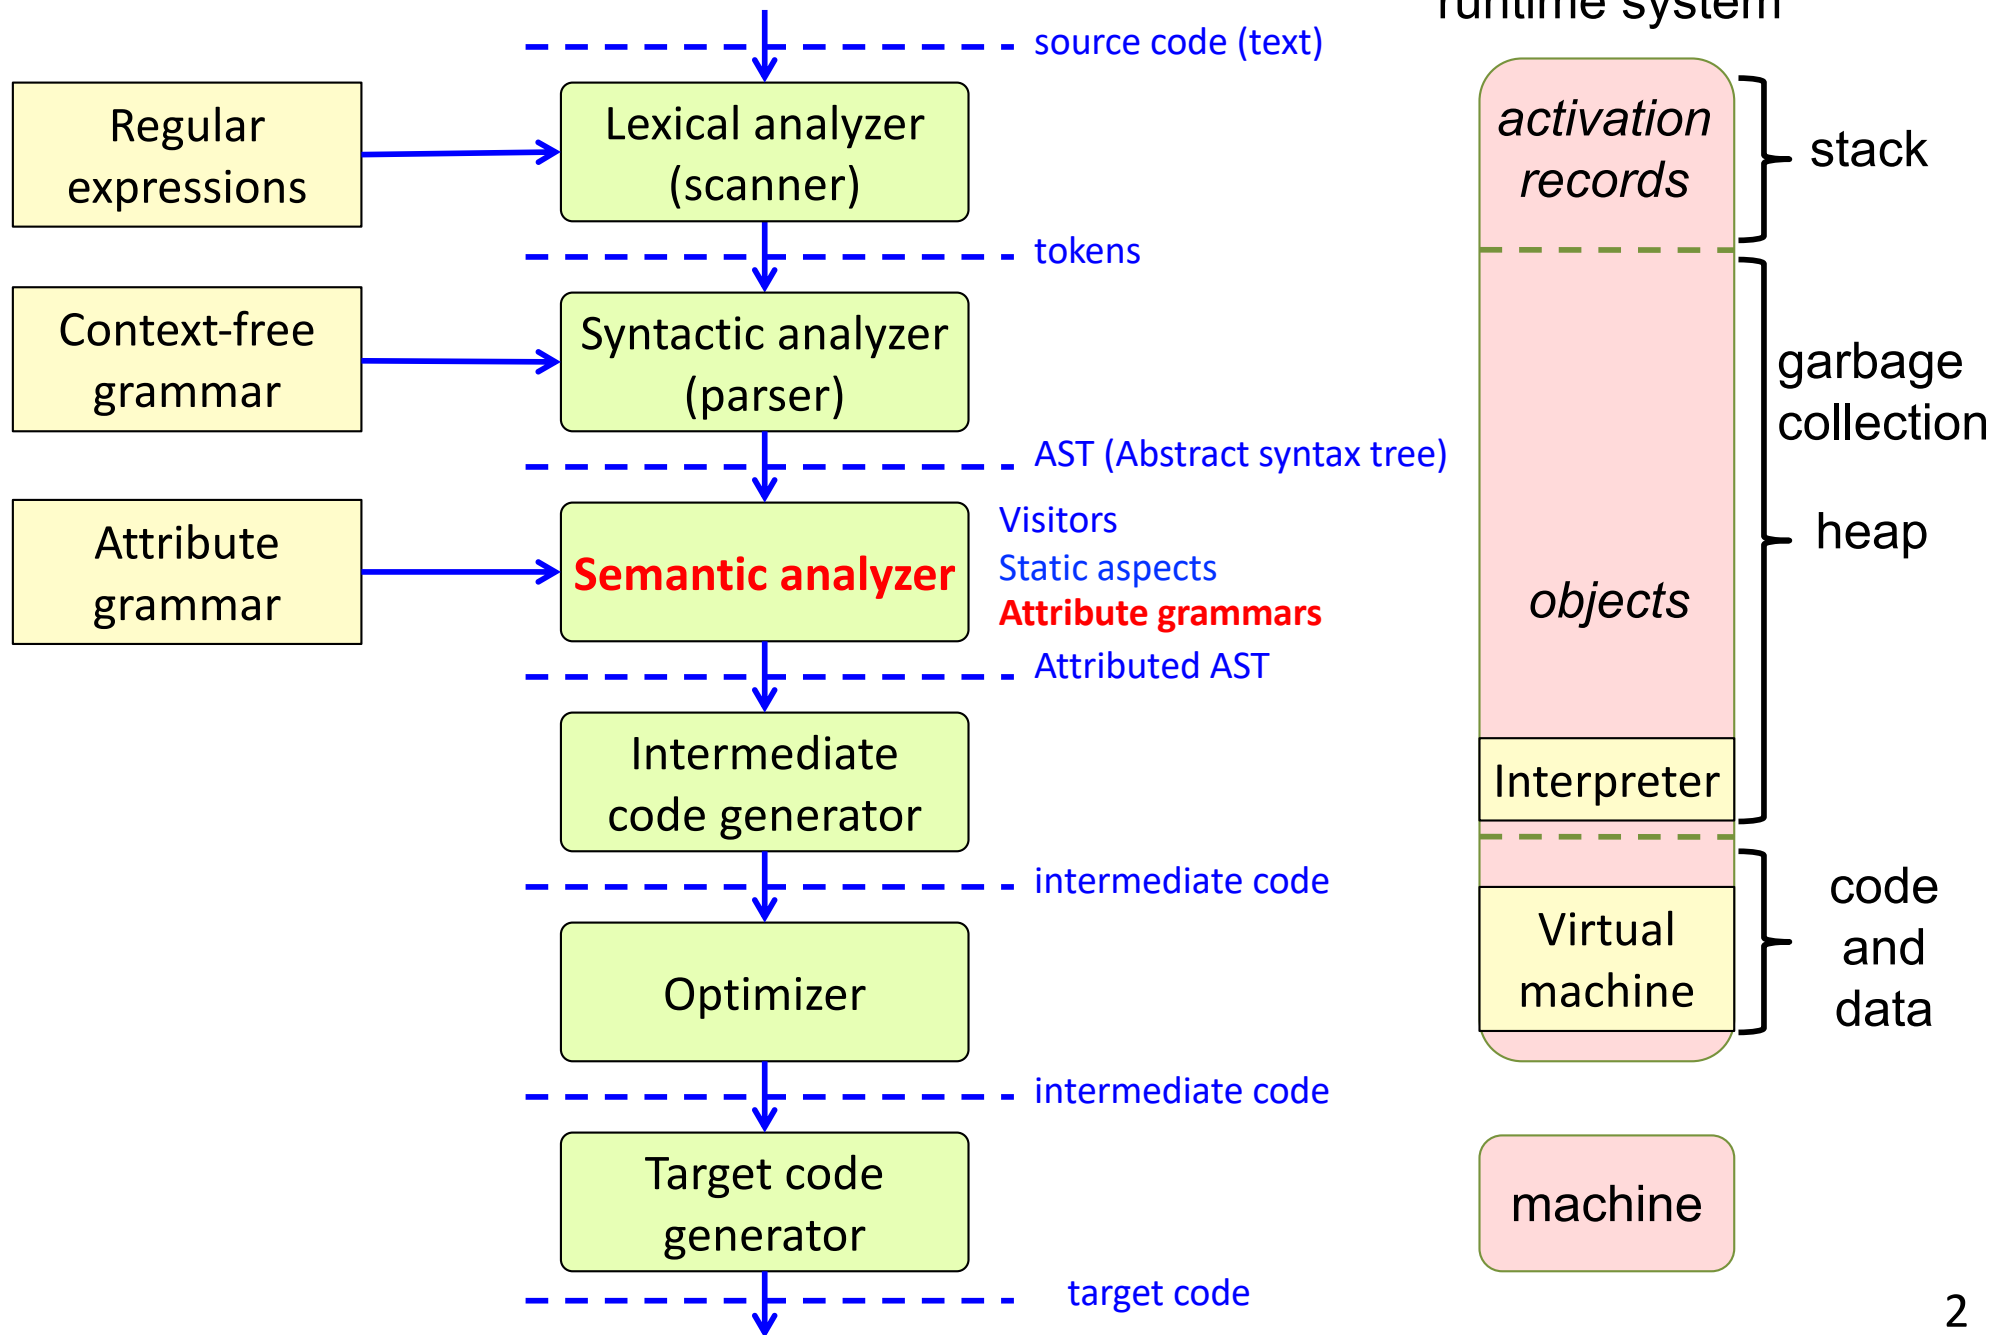 runtime system
source code (text)
Regular
expressions
Lexical analyzer
(scanner)
tokens
Context-free
grammar
Syntactic analyzer
(parser)
AST (Abstract syntax tree)
Attribute
grammar
Semantic analyzer
Visitors
Static aspects
Attribute grammars
Attributed AST
Intermediate
code generator
intermediate code
Optimizer
intermediate code
Target code
generator
target code
activation
records
stack
objects
garbage
collection
heap
Interpreter
Virtual
machine
code
and
data
machine
2